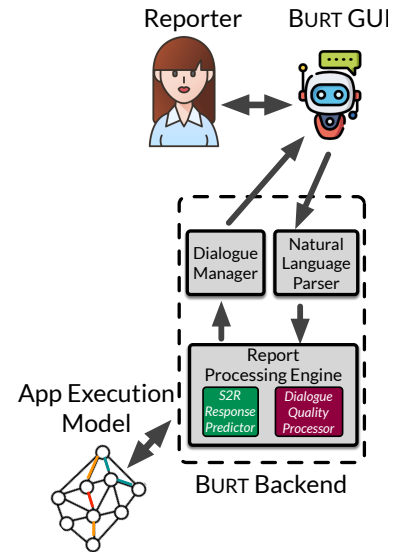 Reporter
BURT GUI
Dialogue
Manager
Natural
Language
Parser
Report
Processing Engine
S2R
Response
Predictor
Dialogue
Quality
Processor
App Execution
Model
BURT Backend